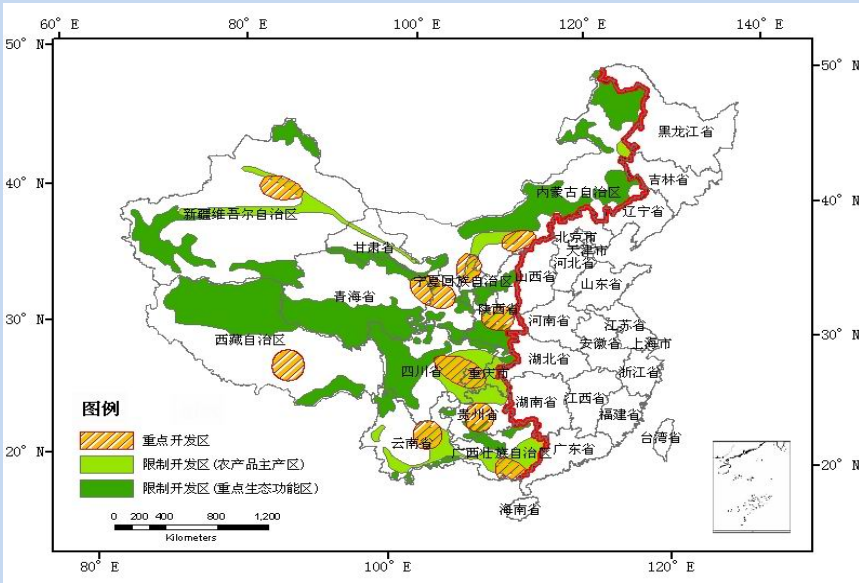 60° E
80° E
100° E
120° E
140° E
50° N
50° N
黑龙江省
吉林省
40° N
内蒙古自治区
40° N
新疆维吾尔自治区
辽宁省
北京市
天津市
甘肃省
河北省
宁夏回族自治区
山西省
山东省
青海省
陕西省
30° N
河南省
江苏省
30° N
西藏自治区
安徽省
上海市
湖北省
四川省
重庆市
浙江省
湖南省
江西省
贵州省
福建省
云南省
台湾省
广西壮族自治区
广东省
20° N
20° N
海南省
图例
重点开发区
限制开发区(农产品主产区)
限制开发区(重点生态功能区)
0 200 400 800 1,200
Kilometers
80° E
100° E
120° E